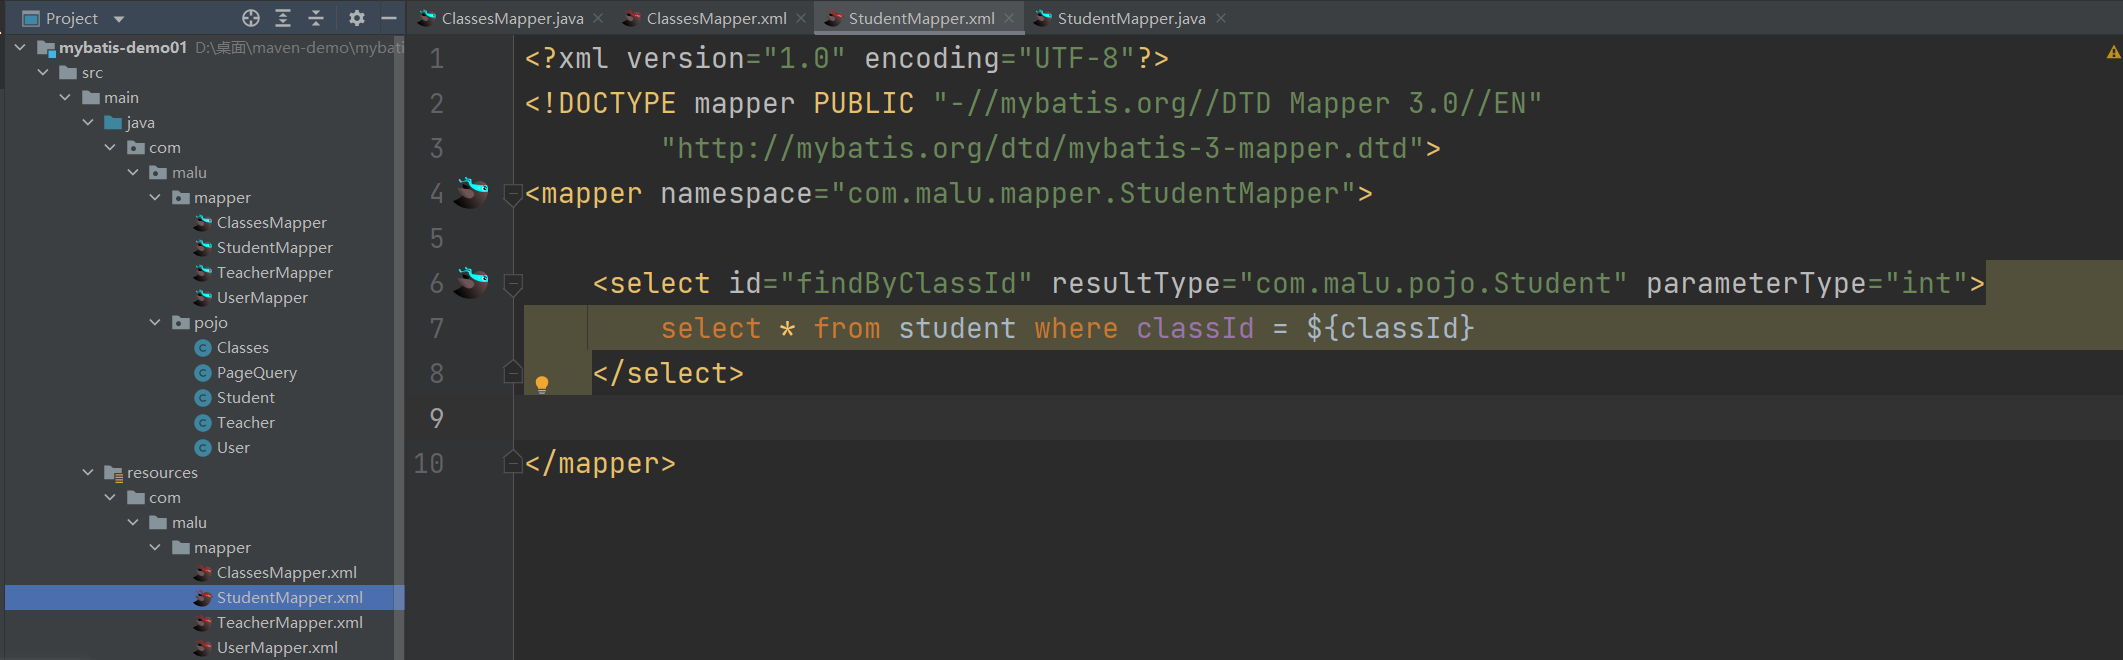 Project
mybatis-demo01 D:\桌面\maven-demo\mybati
src
main
java
com
malu
mapper
ClassesMapper
StudentMapper
TeacherMapper
UserMapper
pojo
Classes
PageQuery
Student
Teacher
User
resources
com
malu
mapper
ClassesMapper.xml
StudentMapper.xml
TeacherMapper.xml
UserMapper.xml
ClassesMapper.java ClassesMapper.xml StudentMapper.xml StudentMapper.java
1 <?xml version="1.0" encoding="UTF-8"?>
2 <!DOCTYPE mapper PUBLIC "-//mybatis.org//DTD Mapper 3.0//EN"
3 "http://mybatis.org/dtd/mybatis-3-mapper.dtd">
4 <mapper namespace="com.malu.mapper.StudentMapper">
5
6 <select id="findByClassId" resultType="com.malu.pojo.Student" parameterType="int">
7 select * from student where classId = ${classId}
8 </select>
9
10 </mapper>